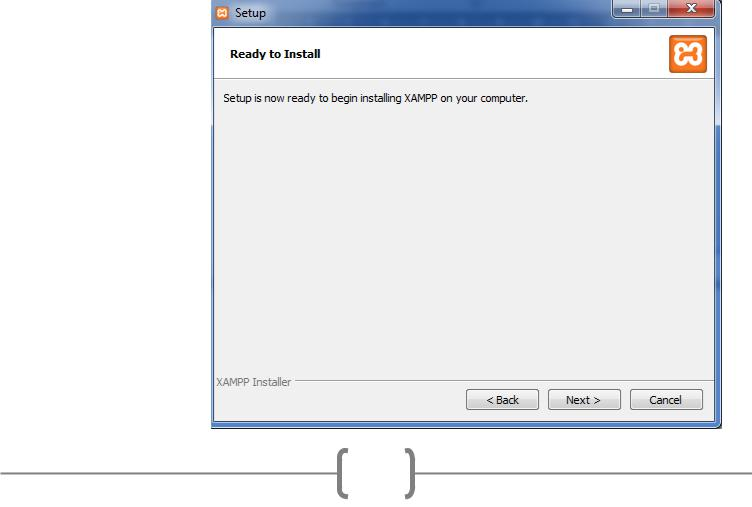 Setup
Ready to Install
Setup is now ready to begin installing XAMPP on your computer.
XAMPP Installer
< Back
Next >
Cancel